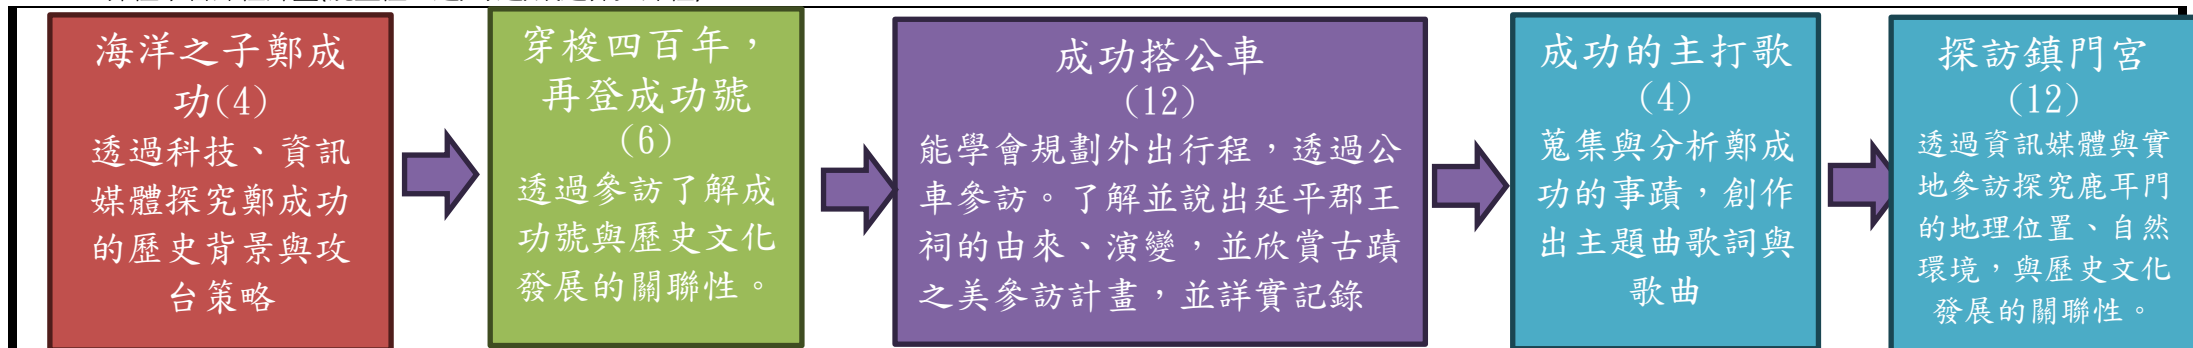 海洋之子鄭成
功(4)
透過科技、資訊
媒體探究鄭成功
的歷史背景與攻
台策略
穿梭四百年，
再登成功號
(6)
透過參訪了解成
功號與歷史文化
發展的關聯性。
成功搭公車
(12)
能學會規劃外出行程，透過公
車參訪。了解並說出延平郡王
祠的由來、演變，並欣賞古蹟
之美參訪計畫，並詳實記錄
成功的主打歌
(4)
蒐集與分析鄭成
功的事蹟，創作
出主題曲歌詞與
歌曲
探訪鎮門宮
(12)
透過資訊媒體與實
地參訪探究鹿耳門
的地理位置、自然
環境，與歷史文化
發展的關聯性。